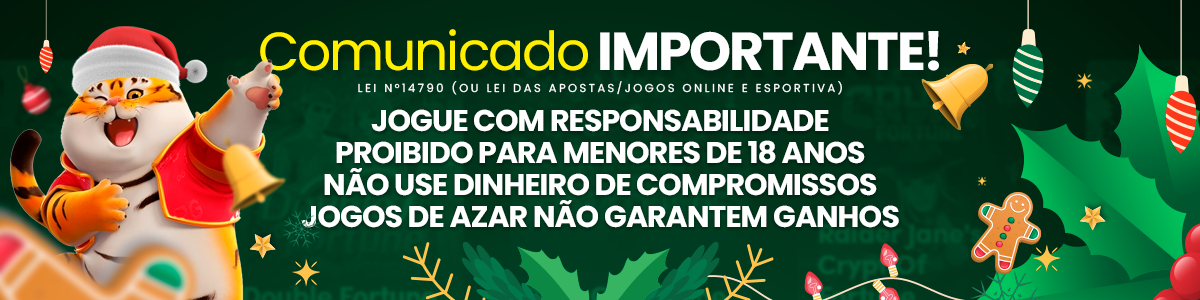 Comunicado IMPORTANTE!
LEI Nº14790 (OU LEI DAS APOSTAS/JOGOS ONLINE E ESPORTIVA)
JOGUE COM RESPONSABILIDADE
PROIBIDO PARA MENORES DE 18 ANOS
NÃO USE DINHEIRO DE COMPROMISSOS
JOGOS DE AZAR NÃO GARANTEM GANHOS